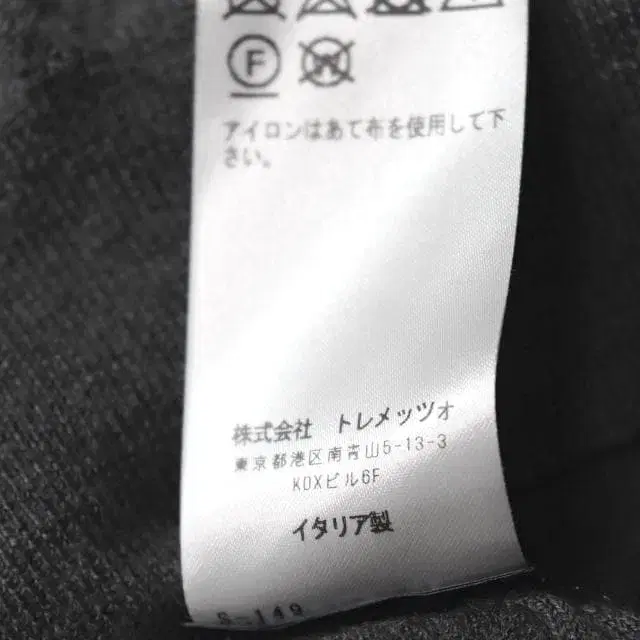 F
W
アイロンはあて布を使用して下
さい。
株式会社 トレメッツォ
東京都港区南青山5-13-3
KDXビル6F
イタリア製
S-149